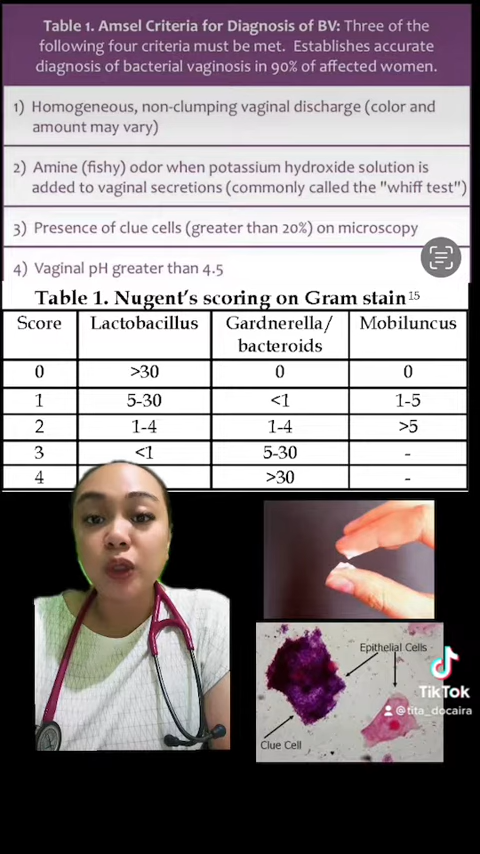 Table 1. Amsel Criteria for Diagnosis of BV: Three of the
following four criteria must be met. Establishes accurate
diagnosis of bacterial vaginosis in 90% of affected women.
1) Homogeneous, non-clumping vaginal discharge (color and
amount may vary)
2) Amine (fishy) odor when potassium hydroxide solution is
added to vaginal secretions (commonly called the "whiff test")
3) Presence of clue cells (greater than 20%) on microscopy
4) Vaginal pH greater than 4.5
Table 1. Nugent's scoring on Gram stain15
Score Lactobacillus Gardnerella/ Mobiluncus
bacteroids
0 >30 0 0
1 5-30 <1 1-5
2 1-4 1-4 >5
3 <1 5-30 -
4 >30 -
Epithelial Cells
Clue Cell
TikTok
@tita_docaira